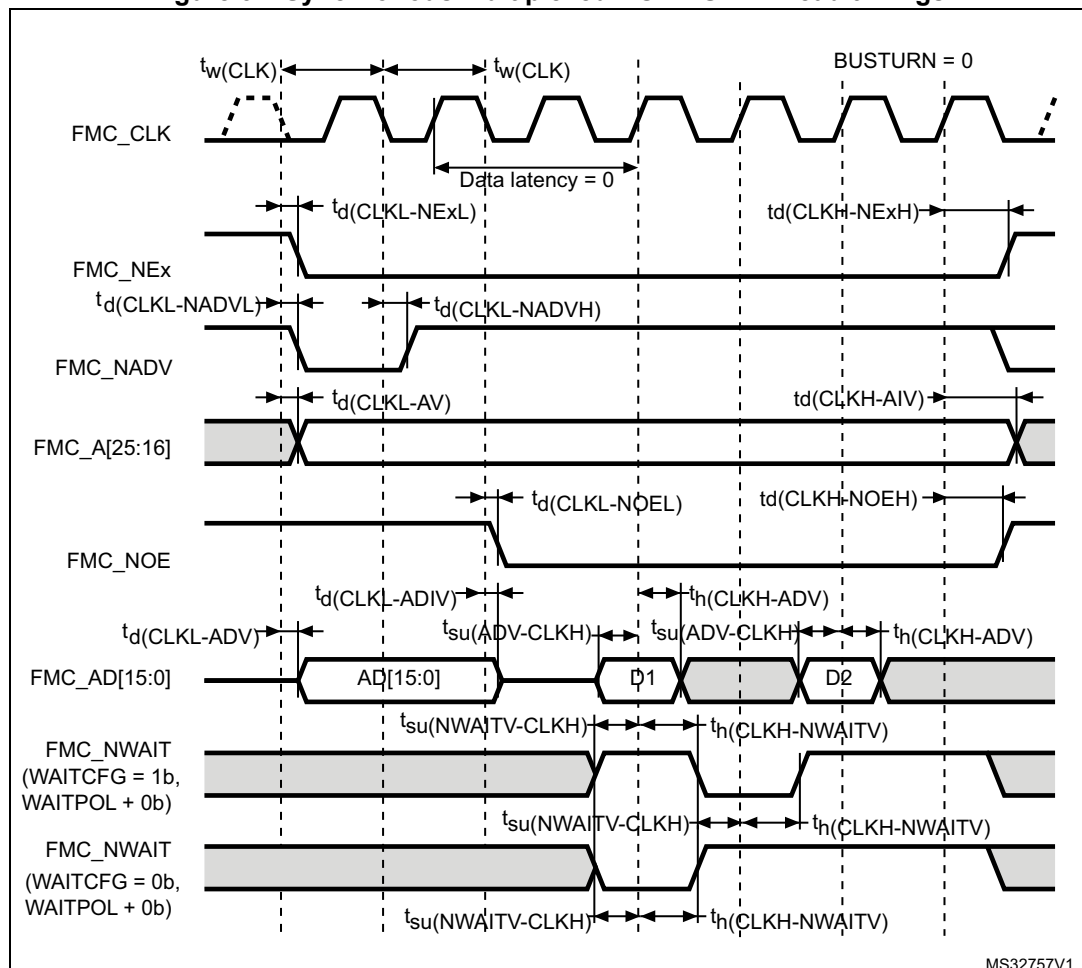 BUSTURN = 0
tw(CLK) tw(CLK)
FMC_CLK
Data latency = 0
td(CLKL-NExL) td(CLKH-NExH)
FMC_NEx
td(CLKL-NADVL) td(CLKL-NADVH)
FMC_NADV
td(CLKL-AV) td(CLKH-AIV)
FMC_A[25:16]
td(CLKL-NOEL) td(CLKH-NOEH)
FMC_NOE
td(CLKL-ADIV) th(CLKH-ADV)
td(CLKL-ADV) tsu(ADV-CLKH) tsu(ADV-CLKH) th(CLKH-ADV)
FMC_AD[15:0] AD[15:0] D1 D2
tsu(NWAITV-CLKH) th(CLKH-NWAITV)
FMC_NWAIT
(WAITCFG = 1b,
WAITPOL + 0b)
tsu(NWAITV-CLKH) th(CLKH-NWAITV)
FMC_NWAIT
(WAITCFG = 0b,
WAITPOL + 0b)
tsu(NWAITV-CLKH) th(CLKH-NWAITV)
MS32757V1